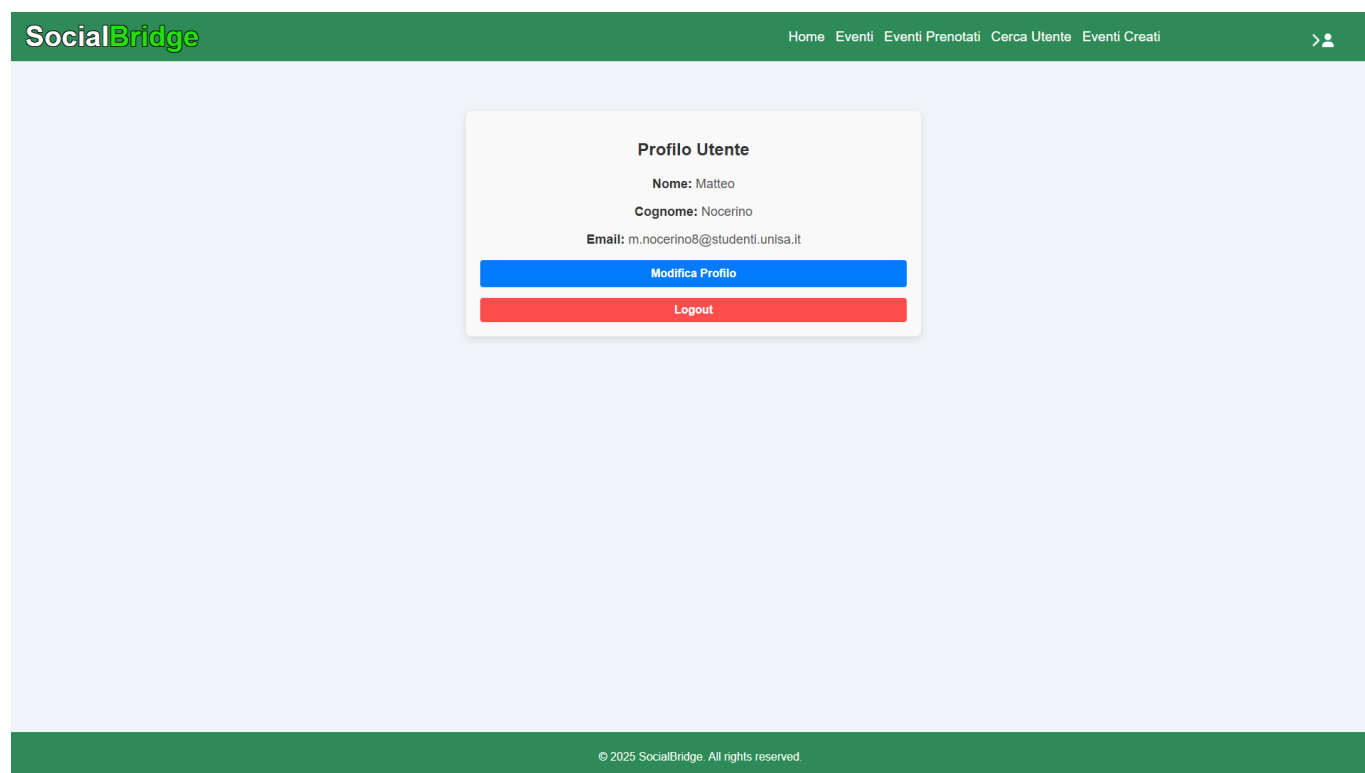 SocialBridge
Home Eventi Eventi Prenotati Cerca Utente Eventi Creati
Profilo Utente
Nome: Matteo
Cognome: Nocerino
Email: m.nocerino8@studenti.unisa.it
Modifica Profilo
Logout
© 2025 SocialBridge. All rights reserved.